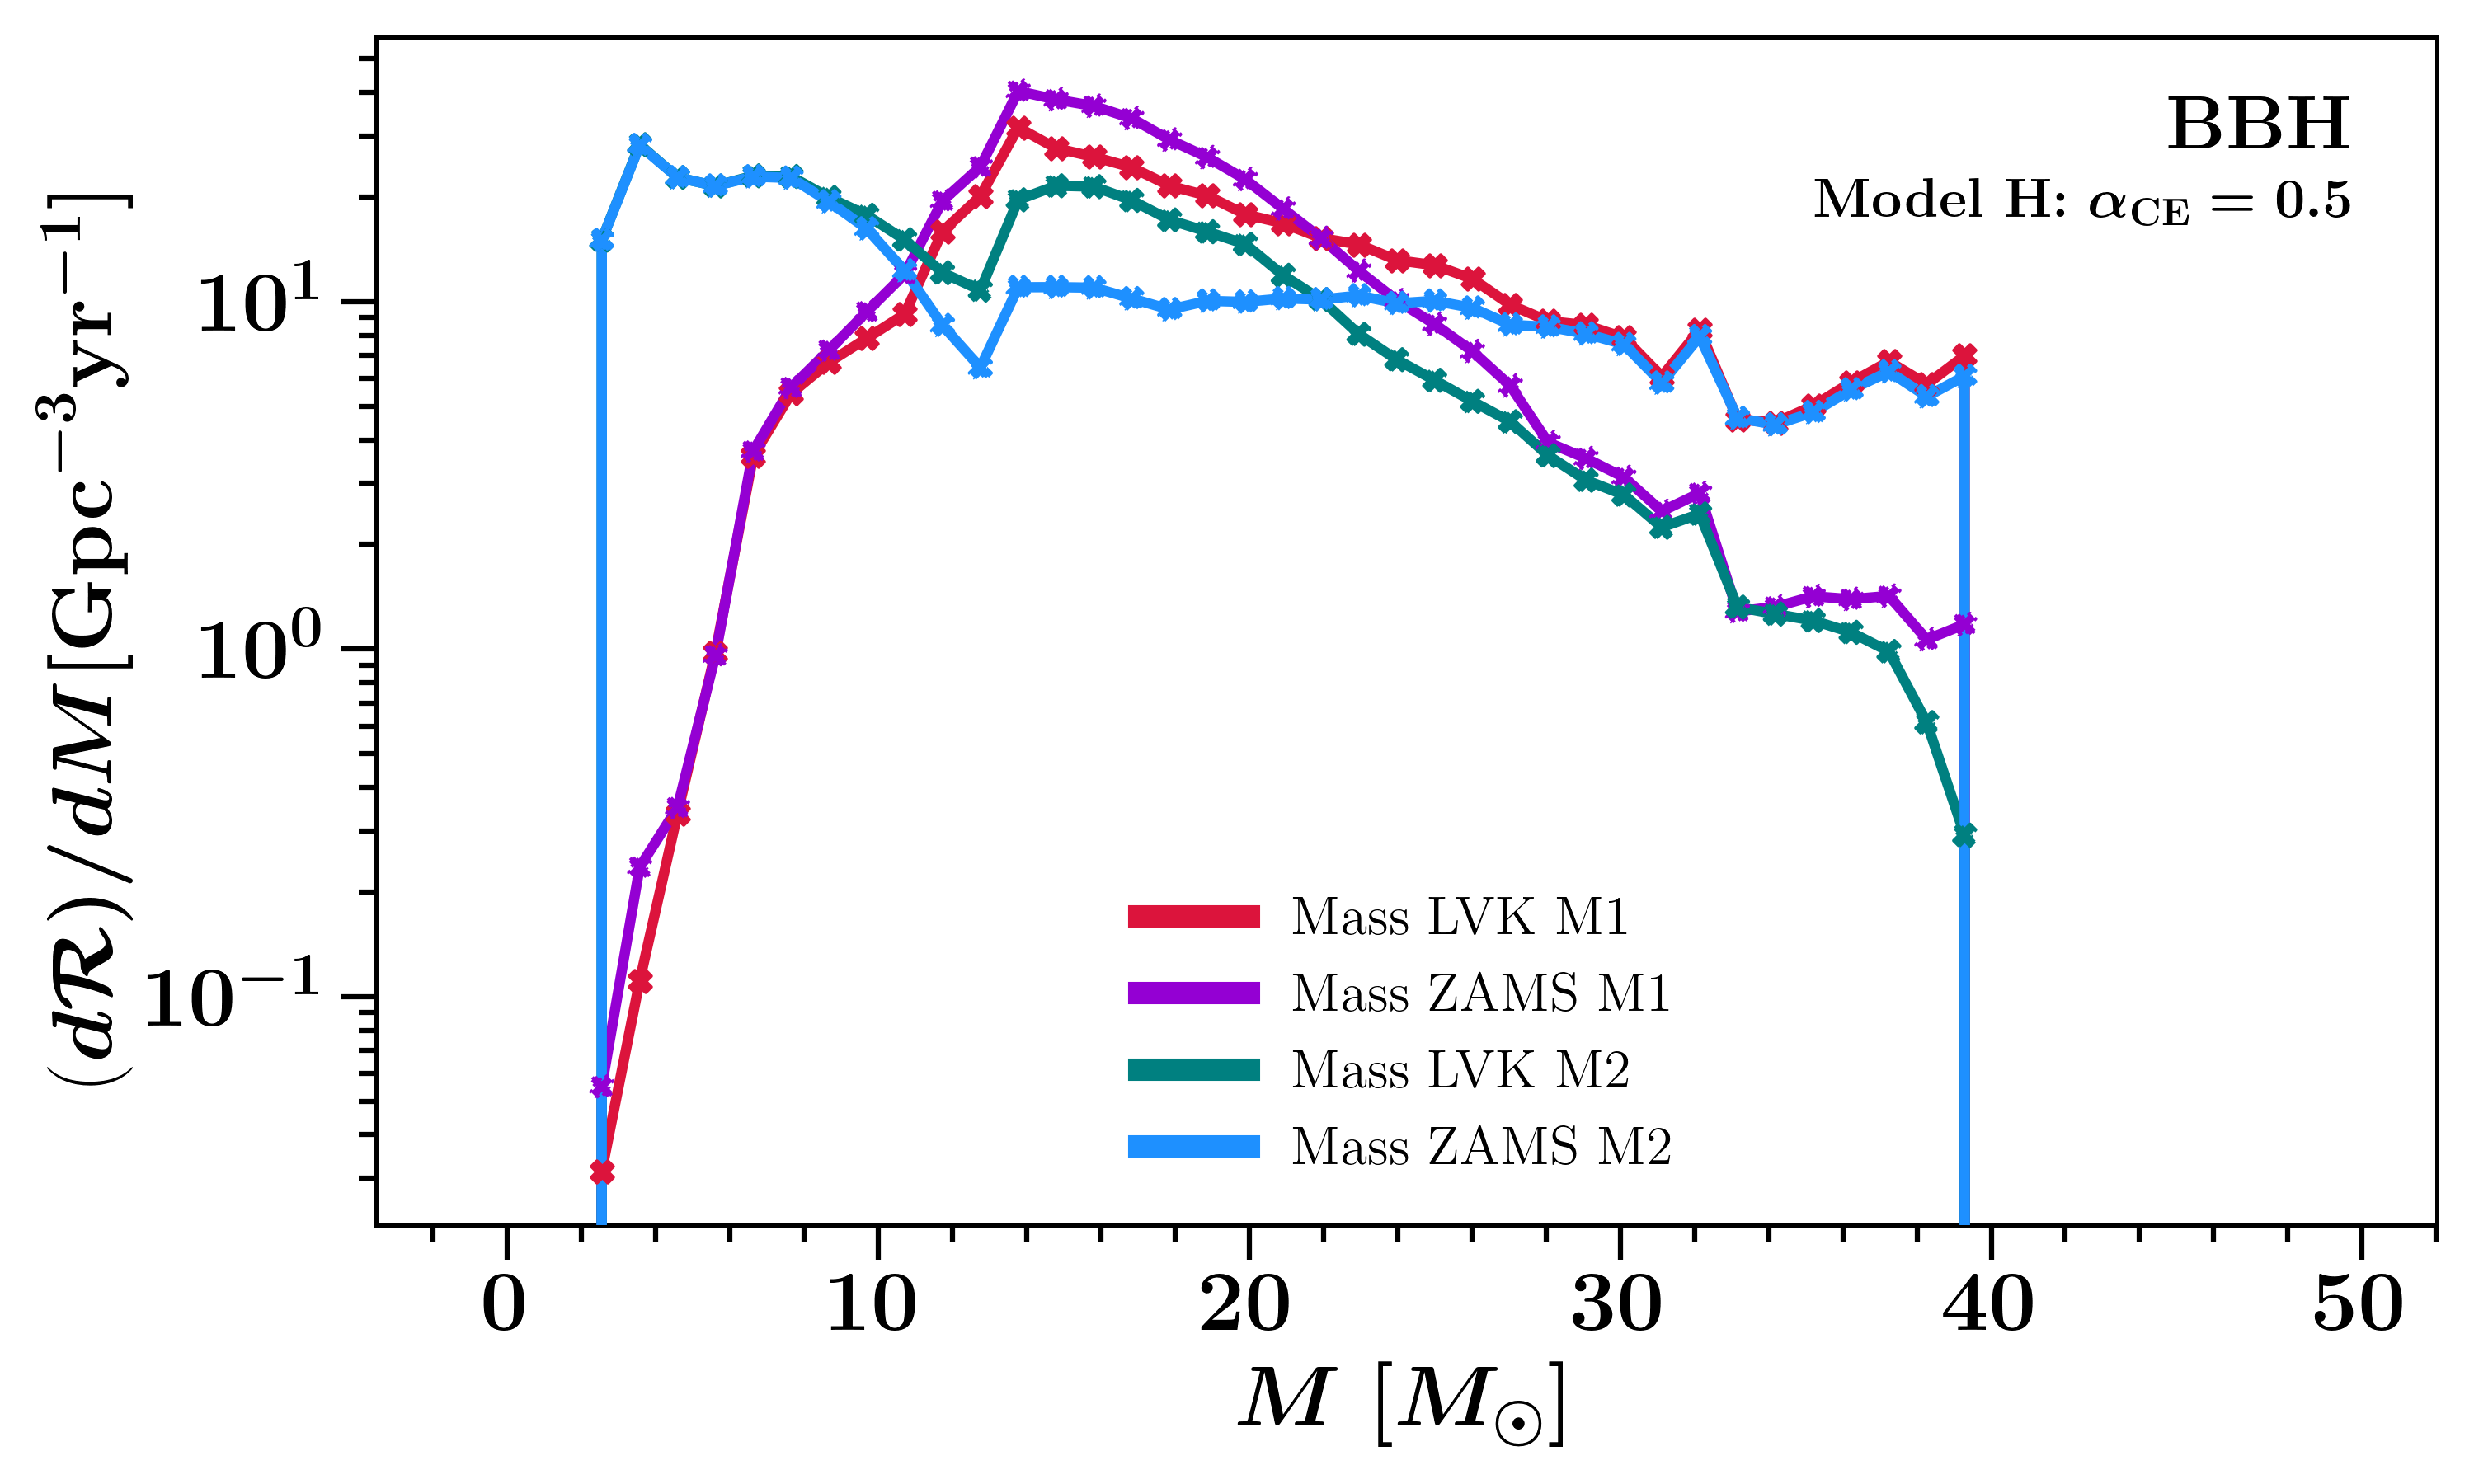 BBH
Model H: α_CE = 0.5
(dR)/dM[Gpc⁻³yr⁻¹]
10¹
10⁰
10⁻¹
Mass LVK M1
Mass ZAMS M1
Mass LVK M2
Mass ZAMS M2
0 10 20 30 40 50
M [M⊙]